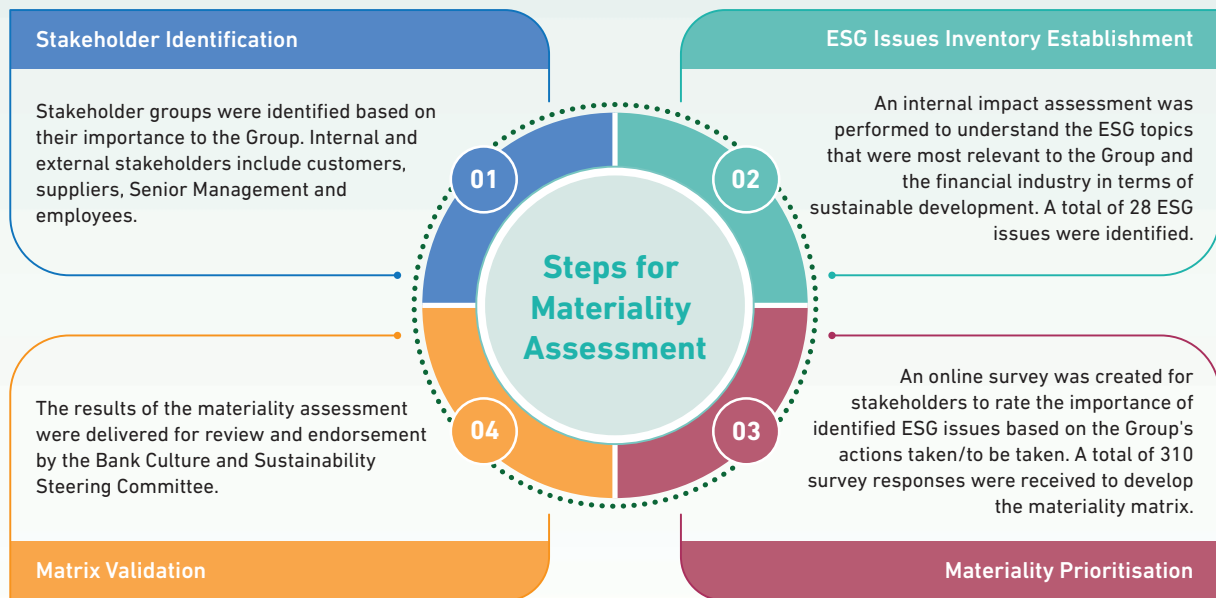 Stakeholder Identification
Stakeholder groups were identified based on
their importance to the Group. Internal and
external stakeholders include customers,
suppliers, Senior Management and
employees.
01
ESG Issues Inventory Establishment
An internal impact assessment was
performed to understand the ESG topics
that were most relevant to the Group and
the financial industry in terms of
sustainable development. A total of 28 ESG
issues were identified.
02
Steps for
Materiality
Assessment
An online survey was created for
stakeholders to rate the importance of
identified ESG issues based on the Group's
actions taken/to be taken. A total of 310
survey responses were received to develop
the materiality matrix.
03
Materiality Prioritisation
The results of the materiality assessment
were delivered for review and endorsement
by the Bank Culture and Sustainability
Steering Committee.
04
Matrix Validation